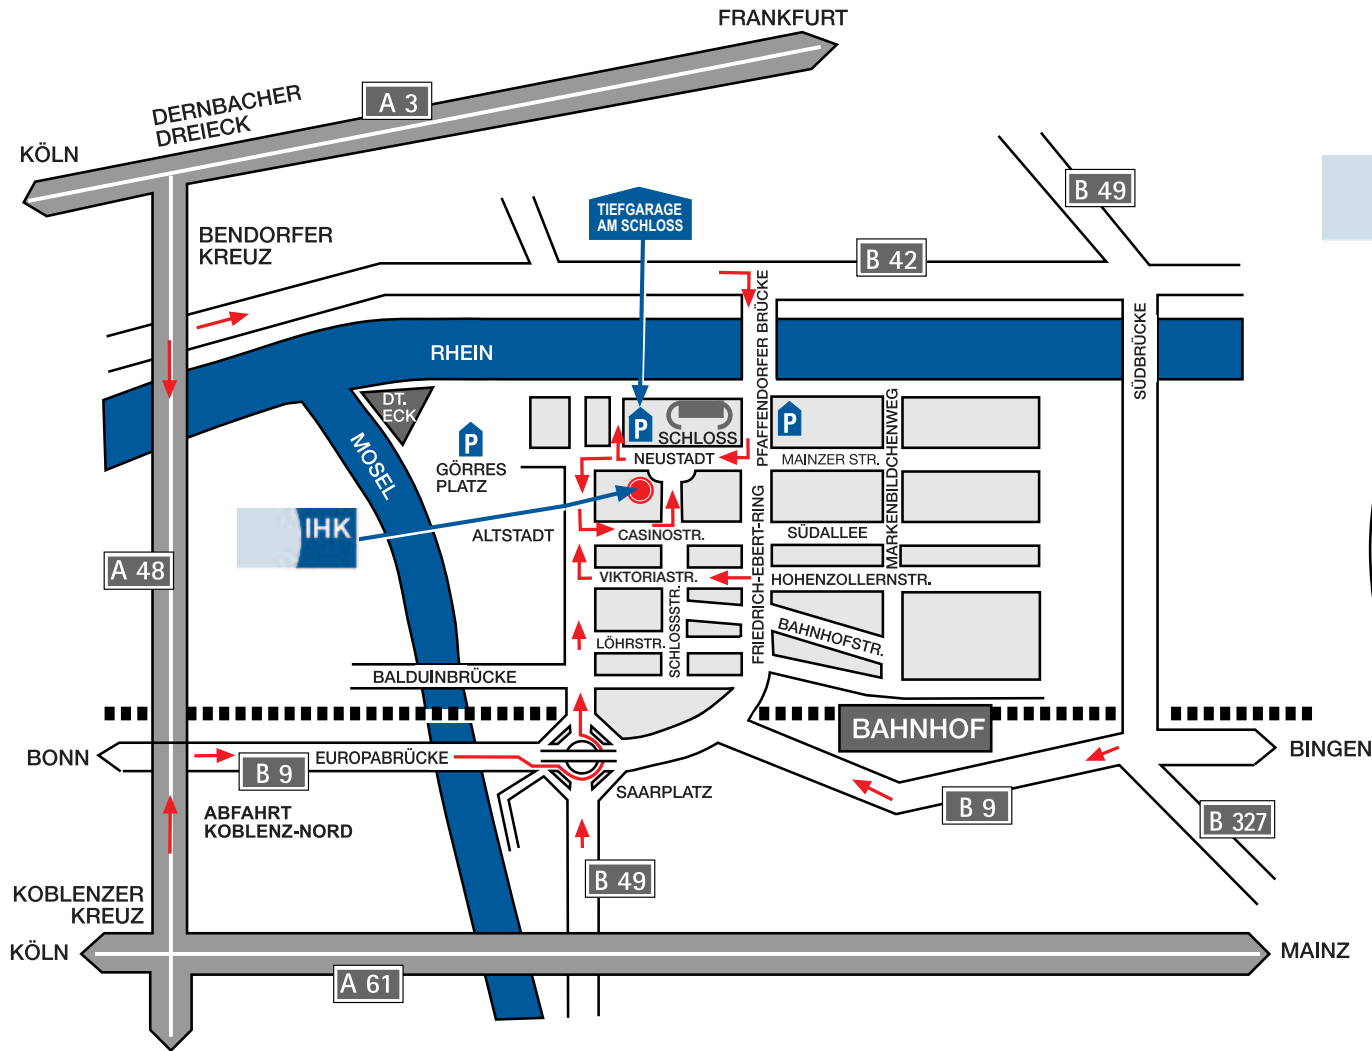 FRANKFURT
A 3
DERNBACHER
DREIECK
KÖLN
B 49
TIEFGARAGE
AM SCHLOSS
BENDORFER
KREUZ
B 42
PFAFFENDORFER BRÜCKE
SÜDBRÜCKE
RHEIN
DT.
ECK
MOSEL
P
GÖRRES
PLATZ
P
SCHLOSS
P
NEUSTADT
MAINZER STR.
MARKENBILDCHENWEG
IHK
ALTSTADT
CASINOSTR.
SÜDALLEE
FRIEDRICH-EBERT-RING
A 48
VIKTORIASTR.
HOHENZOLLERNSTR.
SCHLOSSSTR.
LÖHRSTR.
BAHNHOFSTR.
BALDUINBRÜCKE
BAHNHOF
BONN
EUROPABRÜCKE
BINGEN
B 9
SAARPLATZ
B 9
B 327
ABFAHRT
KOBLENZ-NORD
B 49
KOBLENZER
KREUZ
KÖLN
MAINZ
A 61